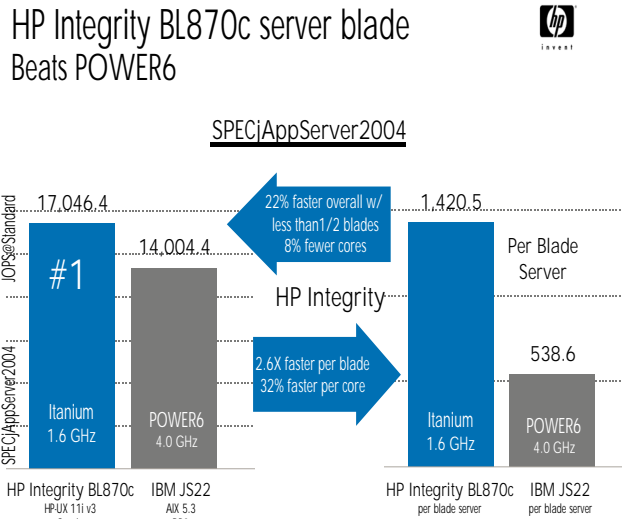 HP Integrity BL870c server blade
Beats POWER6
hp
invent
SPECjAppServer2004
SPECjAppServer2004 JOPS@Standard
17,046.4
14,004.4
#1
Itanium
1.6 GHz
POWER6
4.0 GHz
HP Integrity BL870c
HP-UX 11i v3
IBM JS22
AIX 5.3
22% faster overall w/
less than1/2 blades
8% fewer cores
HP Integrity
2.6X faster per blade
32% faster per core
1,420.5
Per Blade
Server
538.6
Itanium
1.6 GHz
POWER6
4.0 GHz
HP Integrity BL870c
per blade server
IBM JS22
per blade server